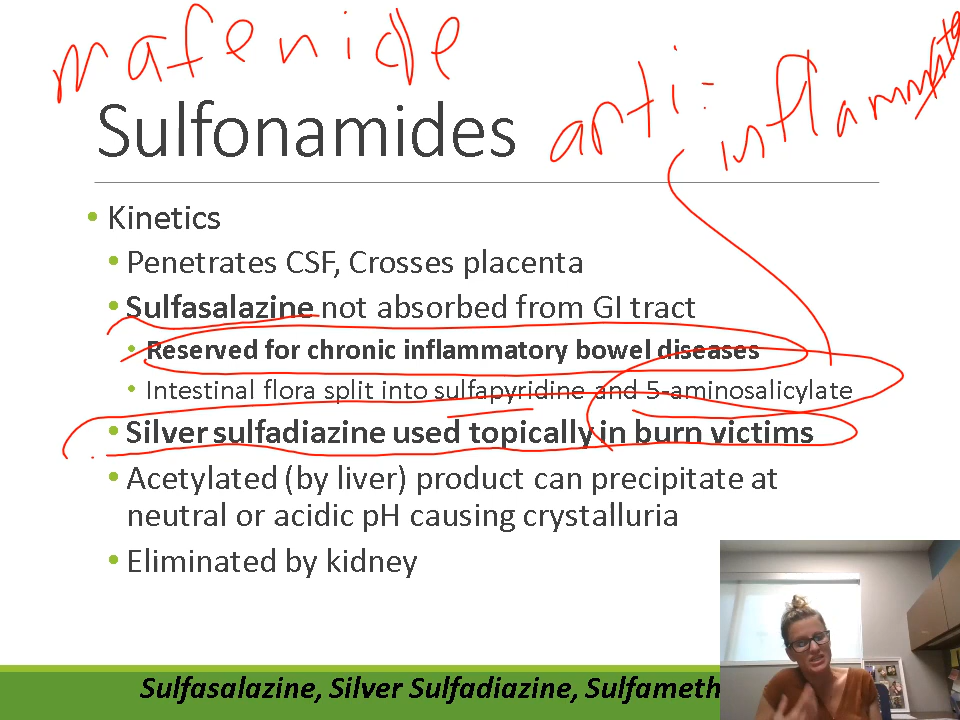 mafenide
Sulfonamides
anti-
inflammat
• Kinetics
• Penetrates CSF, Crosses placenta
• Sulfasalazine not absorbed from GI tract
• Reserved for chronic inflammatory bowel diseases
• Intestinal flora split into sulfapyridine and 5-aminosalicylate
• Silver sulfadiazine used topically in burn victims
• Acetylated (by liver) product can precipitate at
neutral or acidic pH causing crystalluria
• Eliminated by kidney
Sulfasalazine, Silver Sulfadiazine, Sulfameth